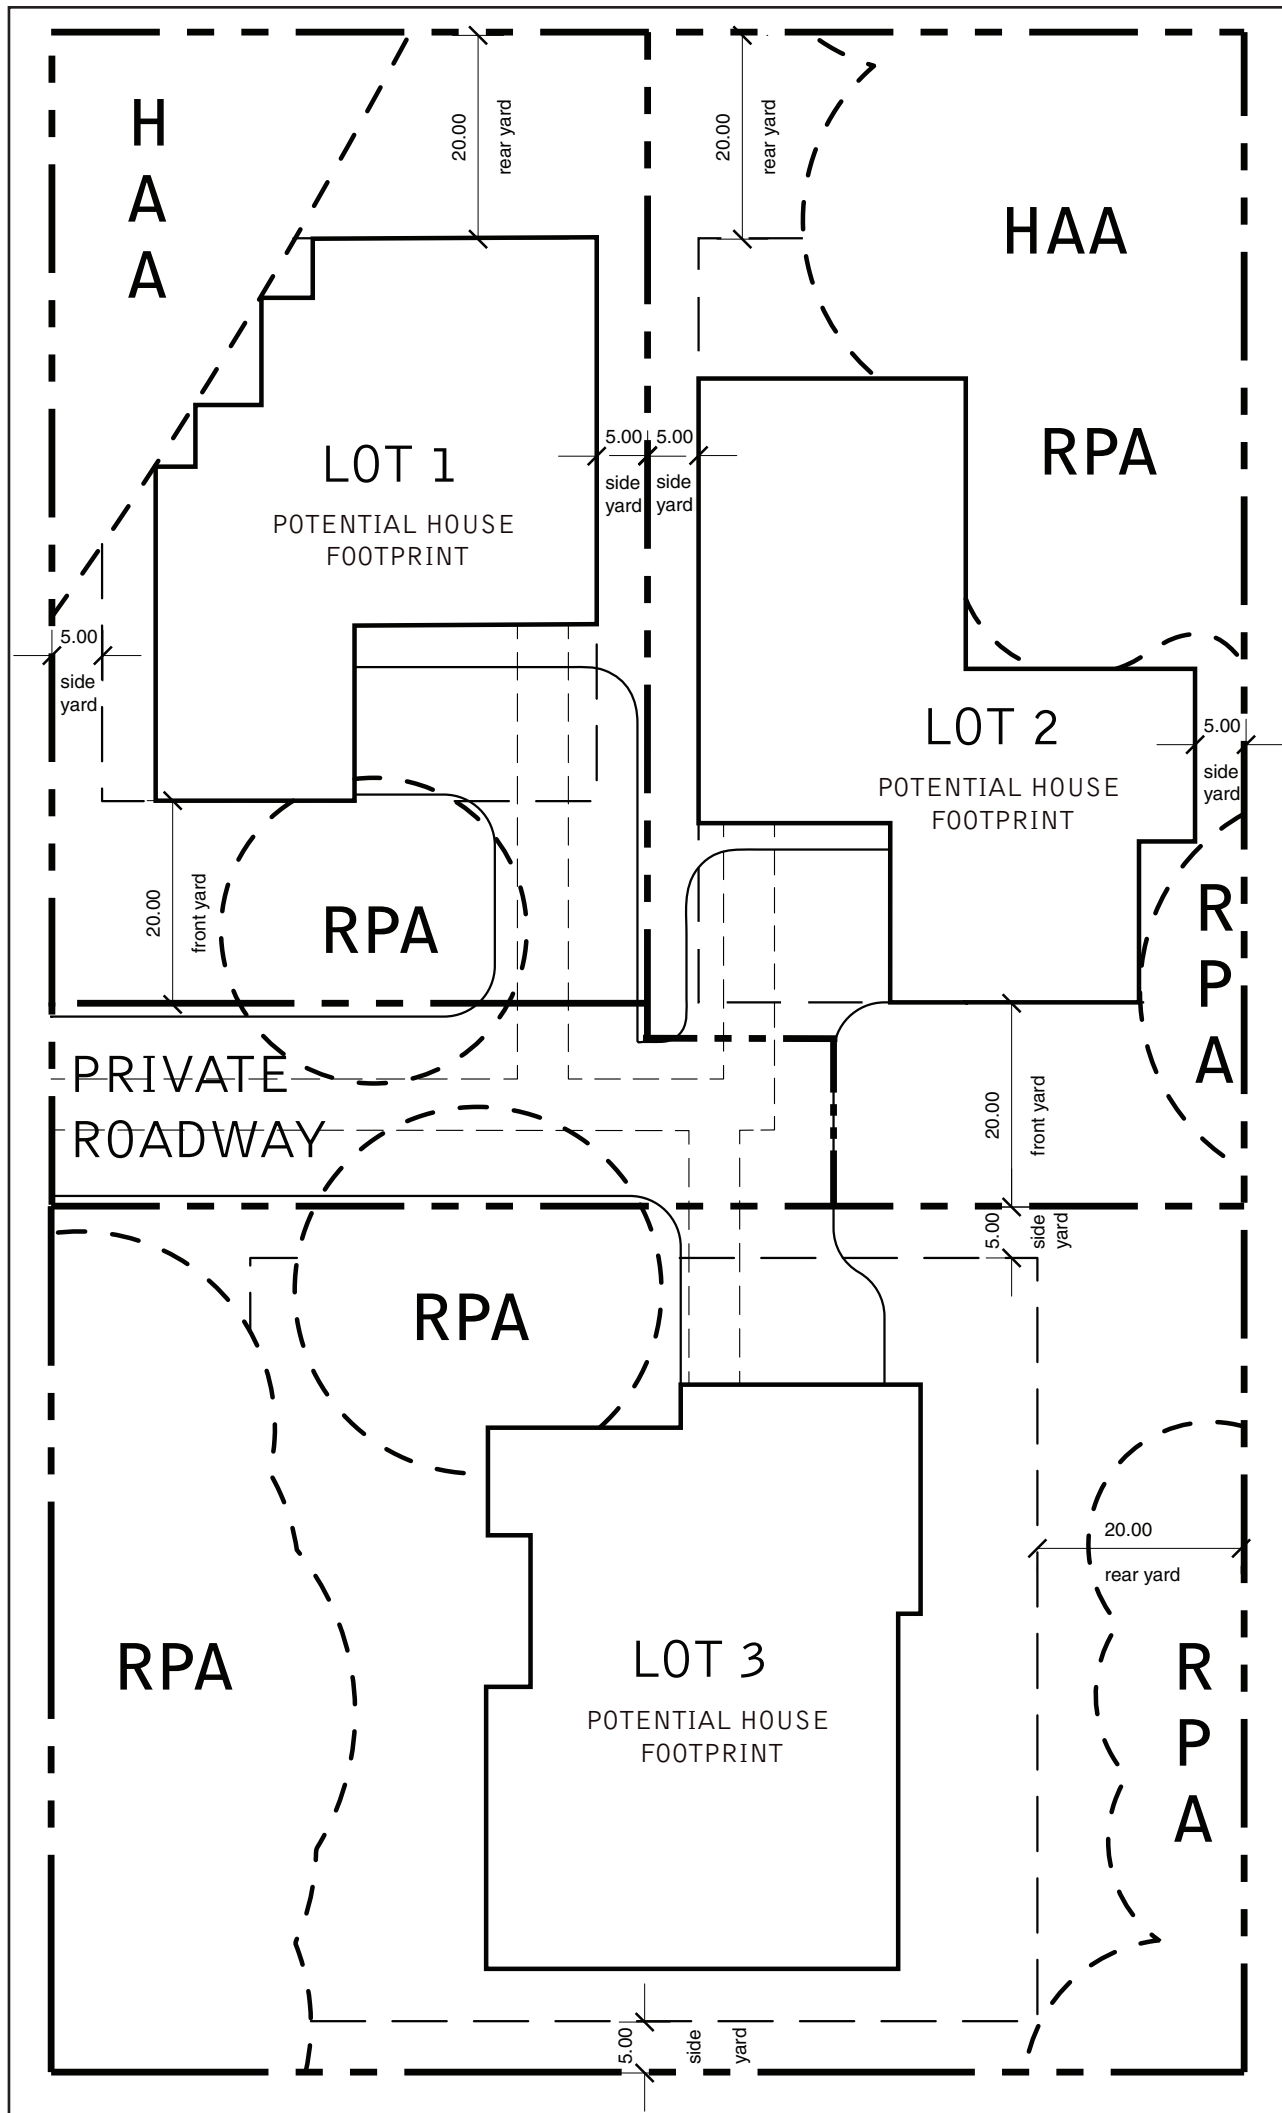 H
A
A
20.00
rear yard
20.00
rear yard
HAA
RPA
LOT 1
POTENTIAL HOUSE
FOOTPRINT
5.00
side
yard
5.00
side
yard
5.00
side
yard
LOT 2
POTENTIAL HOUSE
FOOTPRINT
5.00
side
yard
20.00
front yard
RPA
R
P
A
PRIVATE
ROADWAY
20.00
front yard
5.00
side
yard
RPA
20.00
rear yard
RPA
LOT 3
POTENTIAL HOUSE
FOOTPRINT
R
P
A
5.00
side
yard